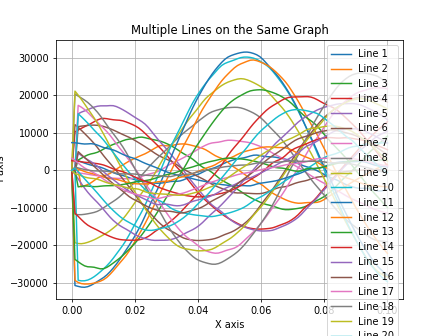 Multiple Lines on the Same Graph
30000
20000
10000
0
-10000
-20000
-30000
axis
0.00
0.02
0.04
0.06
0.08
X axis
Line 1
Line 2
Line 3
Line 4
Line 5
Line 6
Line 7
Line 8
Line 9
Line 10
Line 11
Line 12
Line 13
Line 14
Line 15
Line 16
Line 17
Line 18
Line 19
Line 20